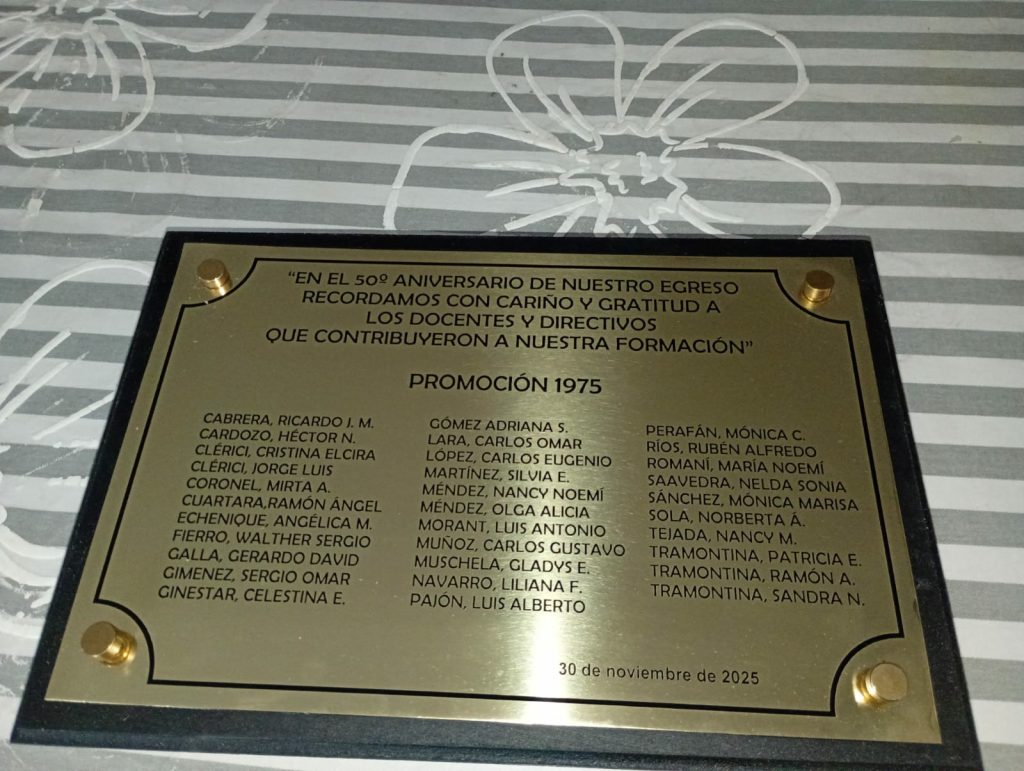 "EN EL 50º ANIVERSARIO DE NUESTRO EGRESO
RECORDAMOS CON CARIÑO Y GRATITUD A
LOS DOCENTES Y DIRECTIVOS
QUE CONTRIBUYERON A NUESTRA FORMACIÓN"
PROMOCIÓN 1975
CABRERA, RICARDO J. M.
CARDOZO, HÉCTOR N.
CLÉRICI, CRISTINA ELCIRA
CLÉRICI, JORGE LUIS
CORONEL, MIRTA A.
CUARTARA,RAMÓN ÁNGEL
ECHENIQUE, ANGÉLICA M.
FIERRO, WALTHER SERGIO
GALLA, GERARDO DAVID
GIMENEZ, SERGIO OMAR
GINESTAR, CELESTINA E.
GÓMEZ ADRIANA S.
LARA, CARLOS OMAR
LÓPEZ, CARLOS EUGENIO
MARTÍNEZ, SILVIA E.
MÉNDEZ, NANCY NOEMÍ
MÉNDEZ, OLGA ALICIA
MORANT, LUIS ANTONIO
MUÑOZ, CARLOS GUSTAVO
MUSCHELA, GLADYS E.
NAVARRO, LILIANA F.
PAJÓN, LUIS ALBERTO
PERAFÁN, MÓNICA C.
RÍOS, RUBÉN ALFREDO
ROMANÍ, MARÍA NOEMÍ
SAAVEDRA, NELDA SONIA
SÁNCHEZ, MÓNICA MARISA
SOLA, NORBERTA Á.
TEJADA, NANCY M.
TRAMONTINA, PATRICIA E.
TRAMONTINA, RAMÓN A.
TRAMONTINA, SANDRA N.
30 de noviembre de 2025